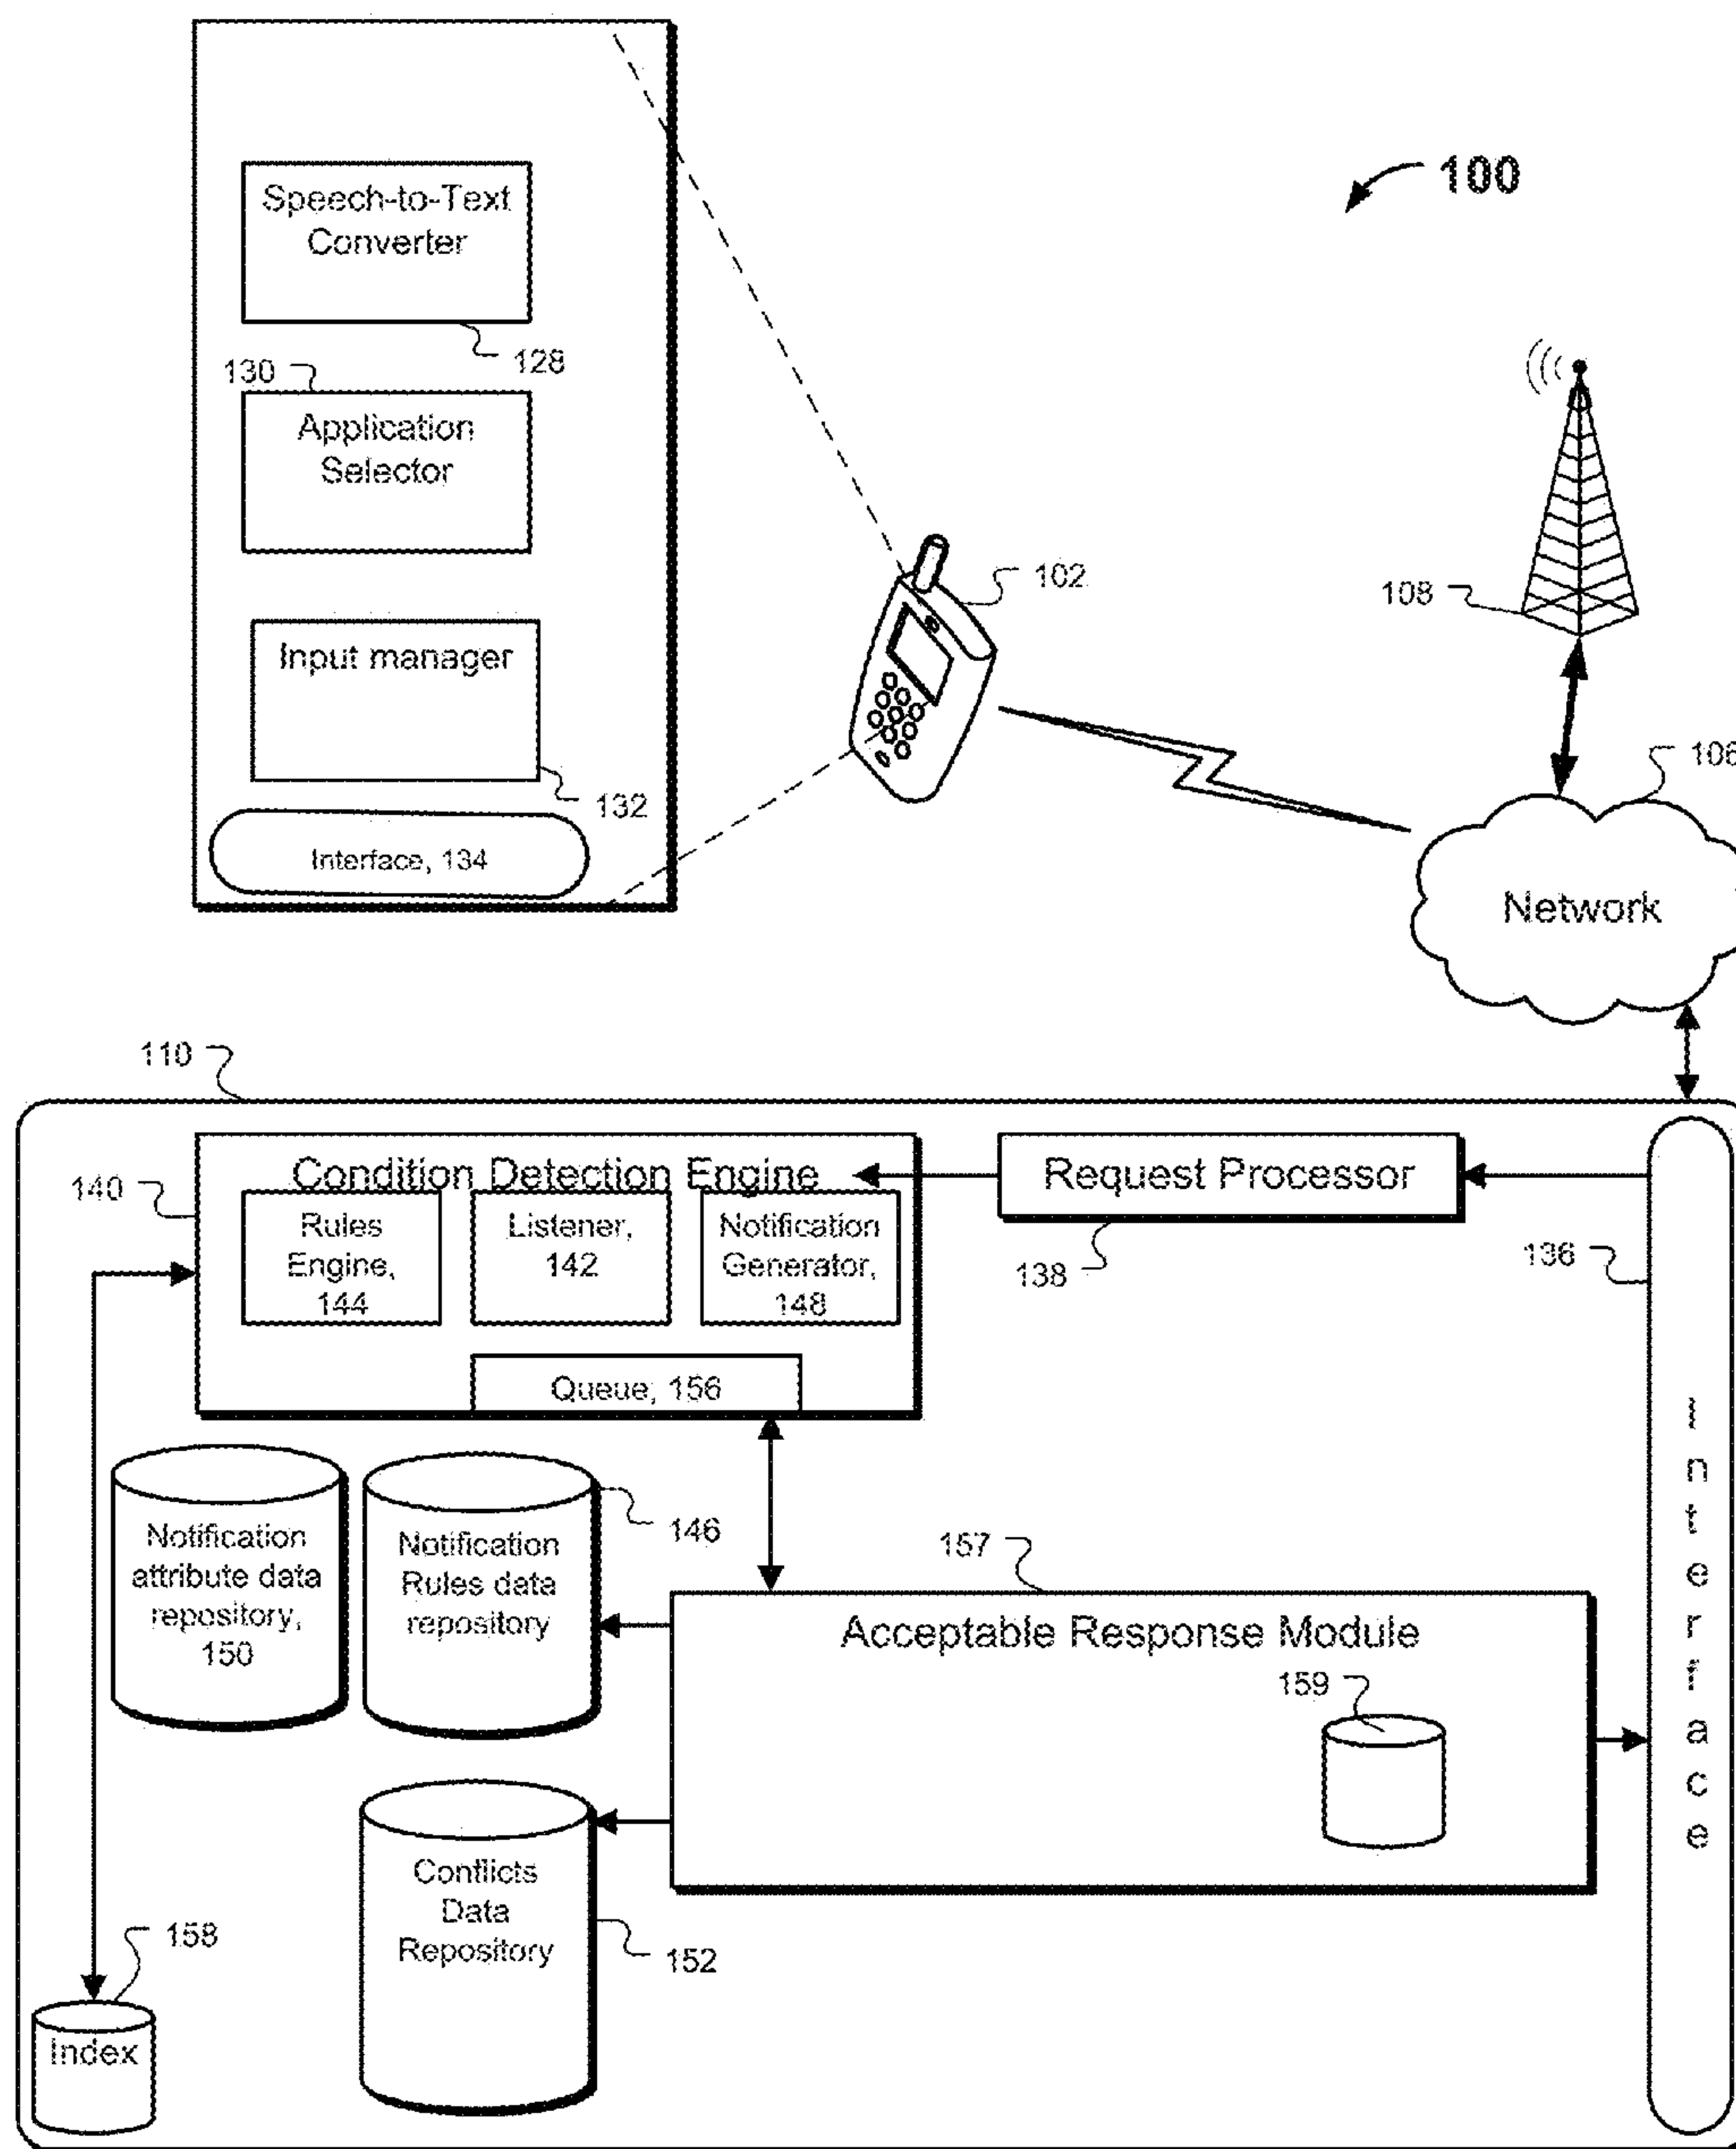 100
Speech-to-Text
Converter
128
130
Application
Selector
102
108
Input manager
132
106
Interface, 134
Network
110
Condition Detection Engine
Request Processor
140
Rules
Engine,
144
Listener,
142
Notification
Generator,
148
138
136
Queue, 156
Interface
Notification
attribute data
repository,
150
Notification
Rules data
repository
146
157
Acceptable Response Module
159
Conflicts
Data
Repository
152
158
Index